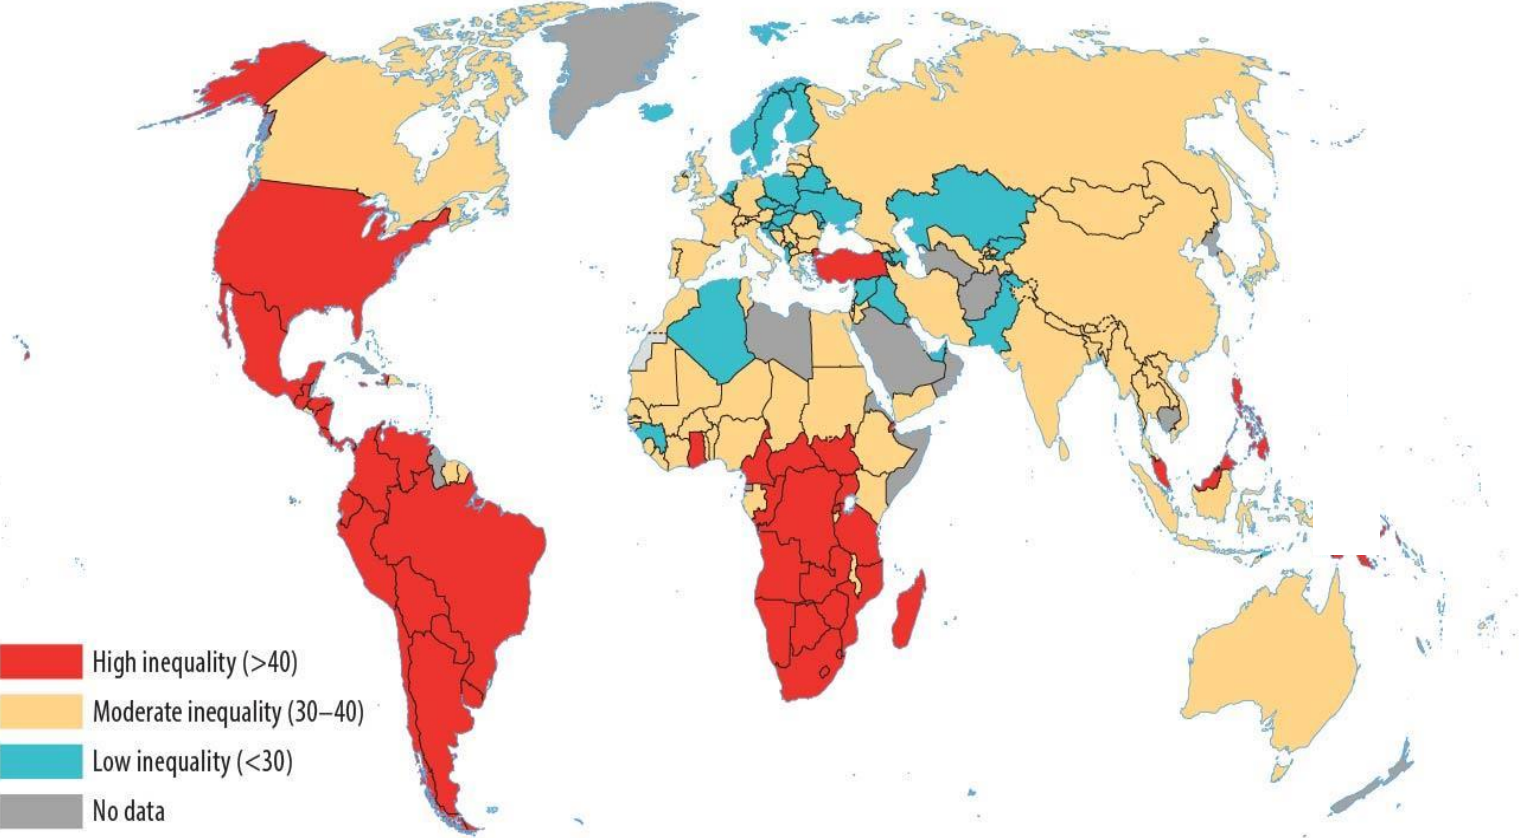 High inequality (>40)
Moderate inequality (30–40)
Low inequality (<30)
No data